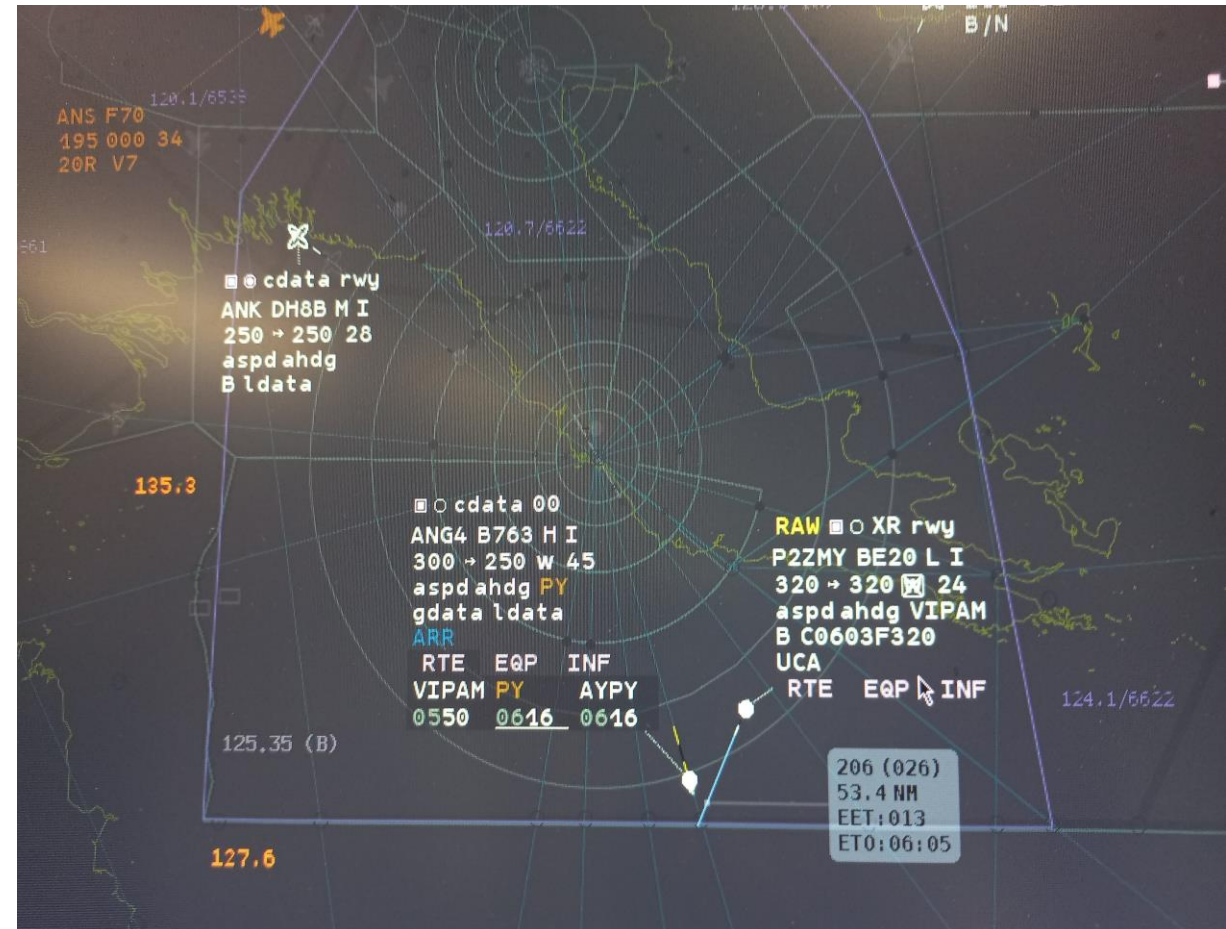 B/N
ANS F70
195 000 34
20R V7
120.1/6535
120.7/6622
cdata rwy
ANK DH8B M I
250 → 250 28
aspd ahdg
B ldata
135.3
cdata 00
ANG4 B763 H I
300 → 250 w 45
aspd ahdg PY
gdata ldata
ARR
RTE EQP INF
VIPAM PY AYPY
0550 0616 0616
RAW XR rwy
P2ZMY BE20 L I
320 → 320 W 24
aspd ahdg VIPAM
B C0603F320
UCA
RTE EQP INF
124.1/6622
125.35 (B)
206 (026)
53.4 NM
EET:013
ETO:06:05
127.6